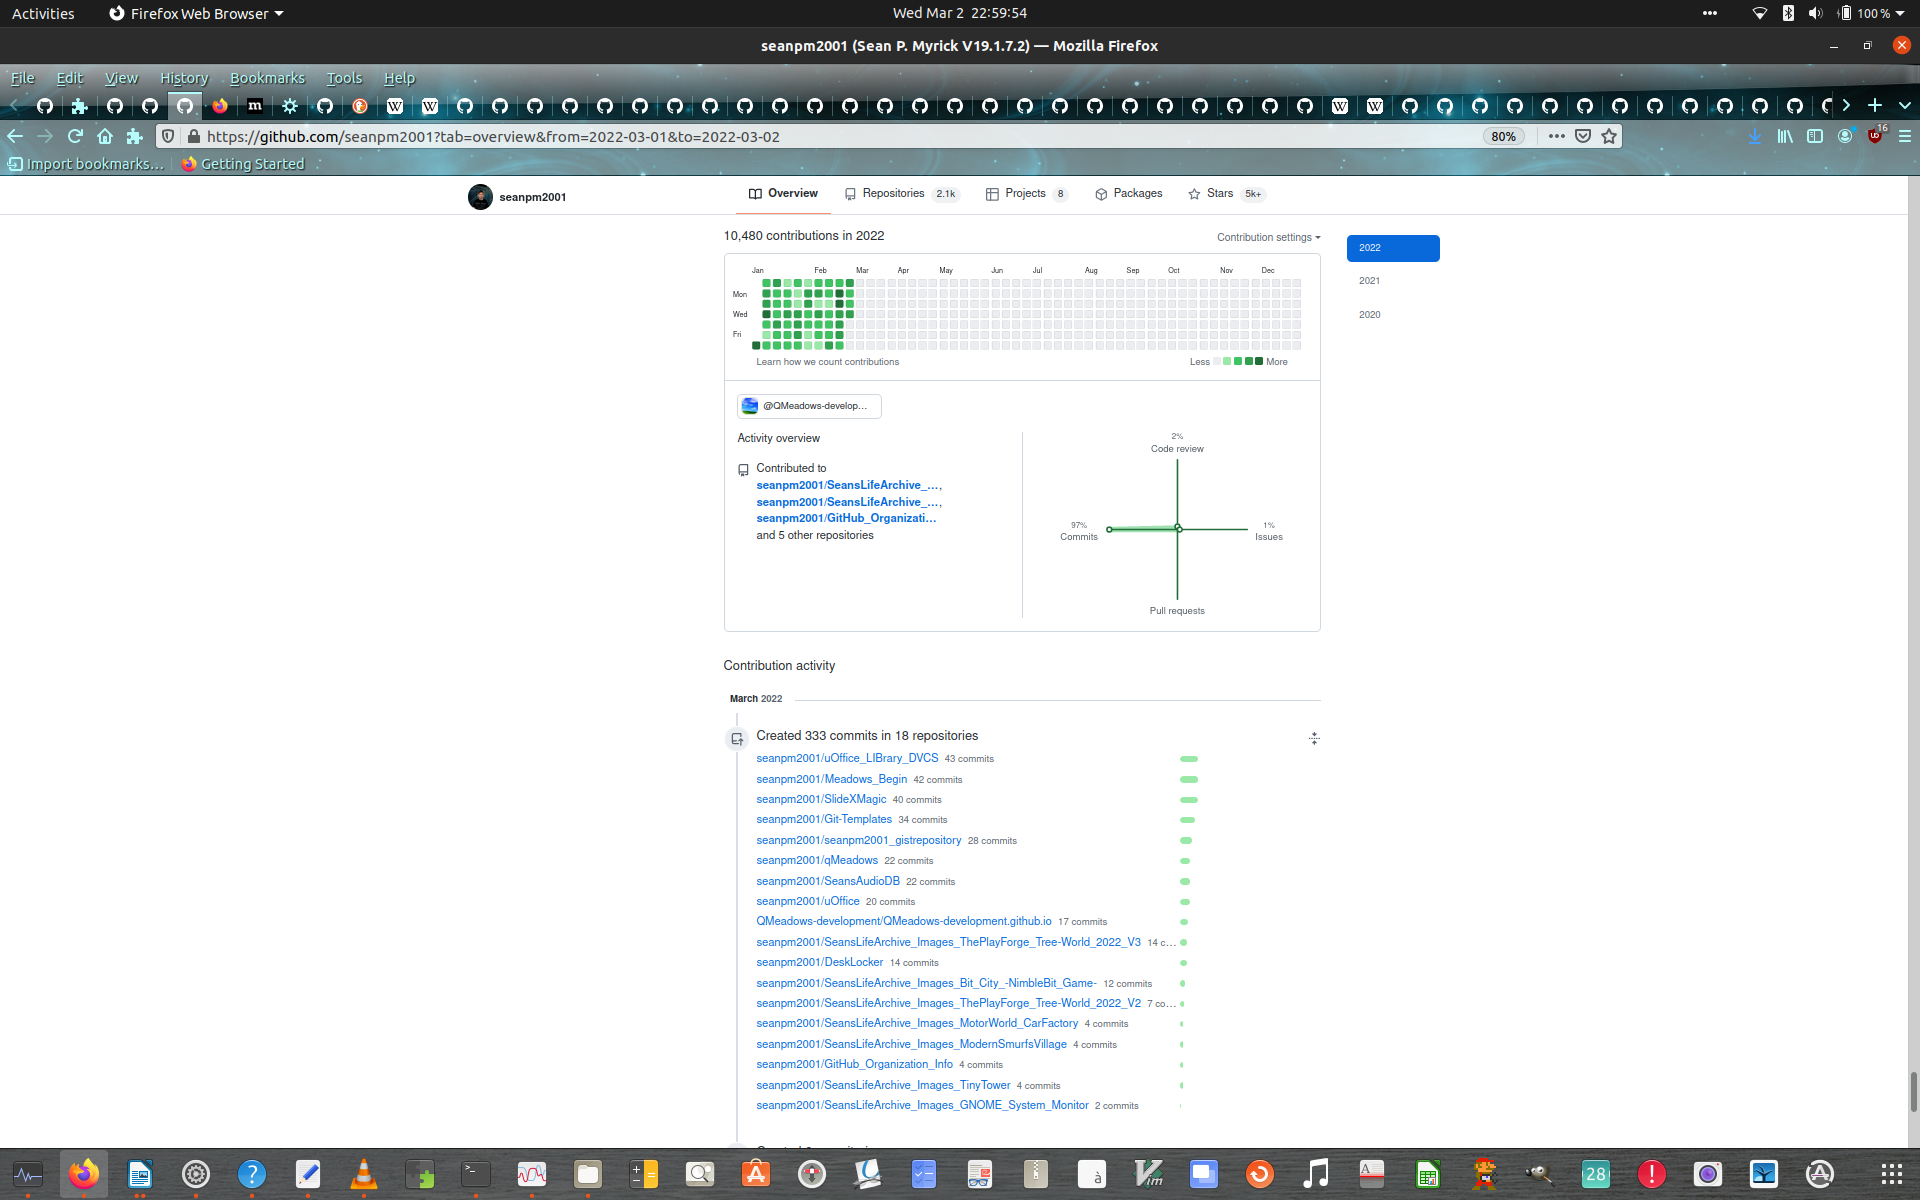 Activities
Firefox Web Browser
Wed Mar 2 22:59:54
100 %
seanpm2001 (Sean P. Myrick V19.1.7.2) — Mozilla Firefox
File Edit View History Bookmarks Tools Help
https://github.com/seanpm2001?tab=overview&from=2022-03-01&to=2022-03-02
80%
16
Import bookmarks...
Getting Started
seanpm2001
Overview
Repositories 2.1k
Projects 8
Packages
Stars 5k+
10,480 contributions in 2022
Contribution settings
2022
2021
2020
Jan Feb Mar Apr May Jun Jul Aug Sep Oct Nov Dec
Mon
Wed
Fri
Learn how we count contributions
Less More
@QMeadows-develop...
Activity overview
Contributed to
seanpm2001/SeansLifeArchive_...,
seanpm2001/SeansLifeArchive_...,
seanpm2001/GitHub_Organizati...
and 5 other repositories
2%
Code review
97%
Commits
1%
Issues
Pull requests
Contribution activity
March 2022
Created 333 commits in 18 repositories
seanpm2001/uOffice_LIBrary_DVCS 43 commits
seanpm2001/Meadows_Begin 42 commits
seanpm2001/SlideXMagic 40 commits
seanpm2001/Git-Templates 34 commits
seanpm2001/seanpm2001_gistrepository 28 commits
seanpm2001/qMeadows 22 commits
seanpm2001/SeansAudioDB 22 commits
seanpm2001/uOffice 20 commits
QMeadows-development/QMeadows-development.github.io 17 commits
seanpm2001/SeansLifeArchive_Images_ThePlayForge_Tree-World_2022_V3 14 c...
seanpm2001/DeskLocker 14 commits
seanpm2001/SeansLifeArchive_Images_Bit_City_-NimbleBit_Game- 12 commits
seanpm2001/SeansLifeArchive_Images_ThePlayForge_Tree-World_2022_V2 7 co...
seanpm2001/SeansLifeArchive_Images_MotorWorld_CarFactory 4 commits
seanpm2001/SeansLifeArchive_Images_ModernSmurfsVillage 4 commits
seanpm2001/GitHub_Organization_Info 4 commits
seanpm2001/SeansLifeArchive_Images_TinyTower 4 commits
seanpm2001/SeansLifeArchive_Images_GNOME_System_Monitor 2 commits
28